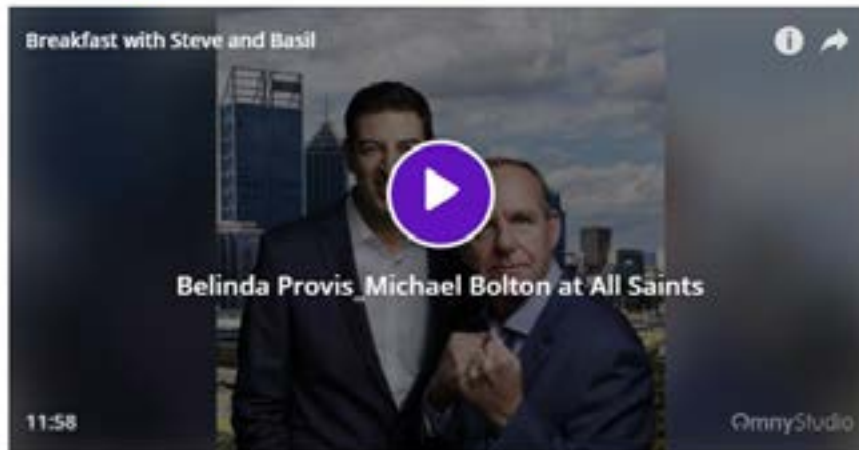 Breakfast with Steve and Basil
Belinda Provis_Michael Bolton at All Saints
11:58
OmnyStudio